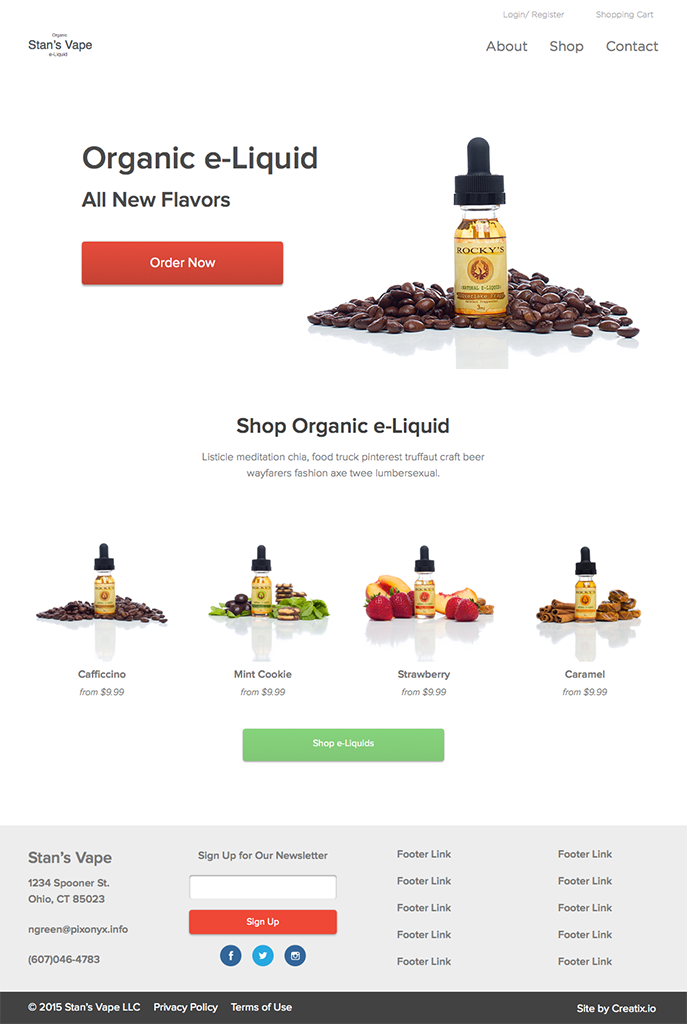 Login/ Register Shopping Cart
Organic
Stan's Vape
e-Liquid
About Shop Contact
Organic e-Liquid
All New Flavors
Order Now
ROCKY'S
NATURAL E-LIQUID
Shop Organic e-Liquid
Listicle meditation chia, food truck pinterest truffaut craft beer
wayfarers fashion axe twee lumbersexual.
ROCKY'S
ROCKY'S
ROCKY'S
ROCKY'S
Cafficcino Mint Cookie Strawberry Caramel
from $9.99 from $9.99 from $9.99 from $9.99
Shop e-Liquids
Stan's Vape
1234 Spooner St.
Ohio, CT 85023
ngreen@pixonyx.info
(607)046-4783
Sign Up for Our Newsletter
Sign Up
f
Footer Link
Footer Link
Footer Link
Footer Link
Footer Link
Footer Link
Footer Link
Footer Link
Footer Link
Footer Link
© 2015 Stan's Vape LLC Privacy Policy Terms of Use Site by Creatix.io